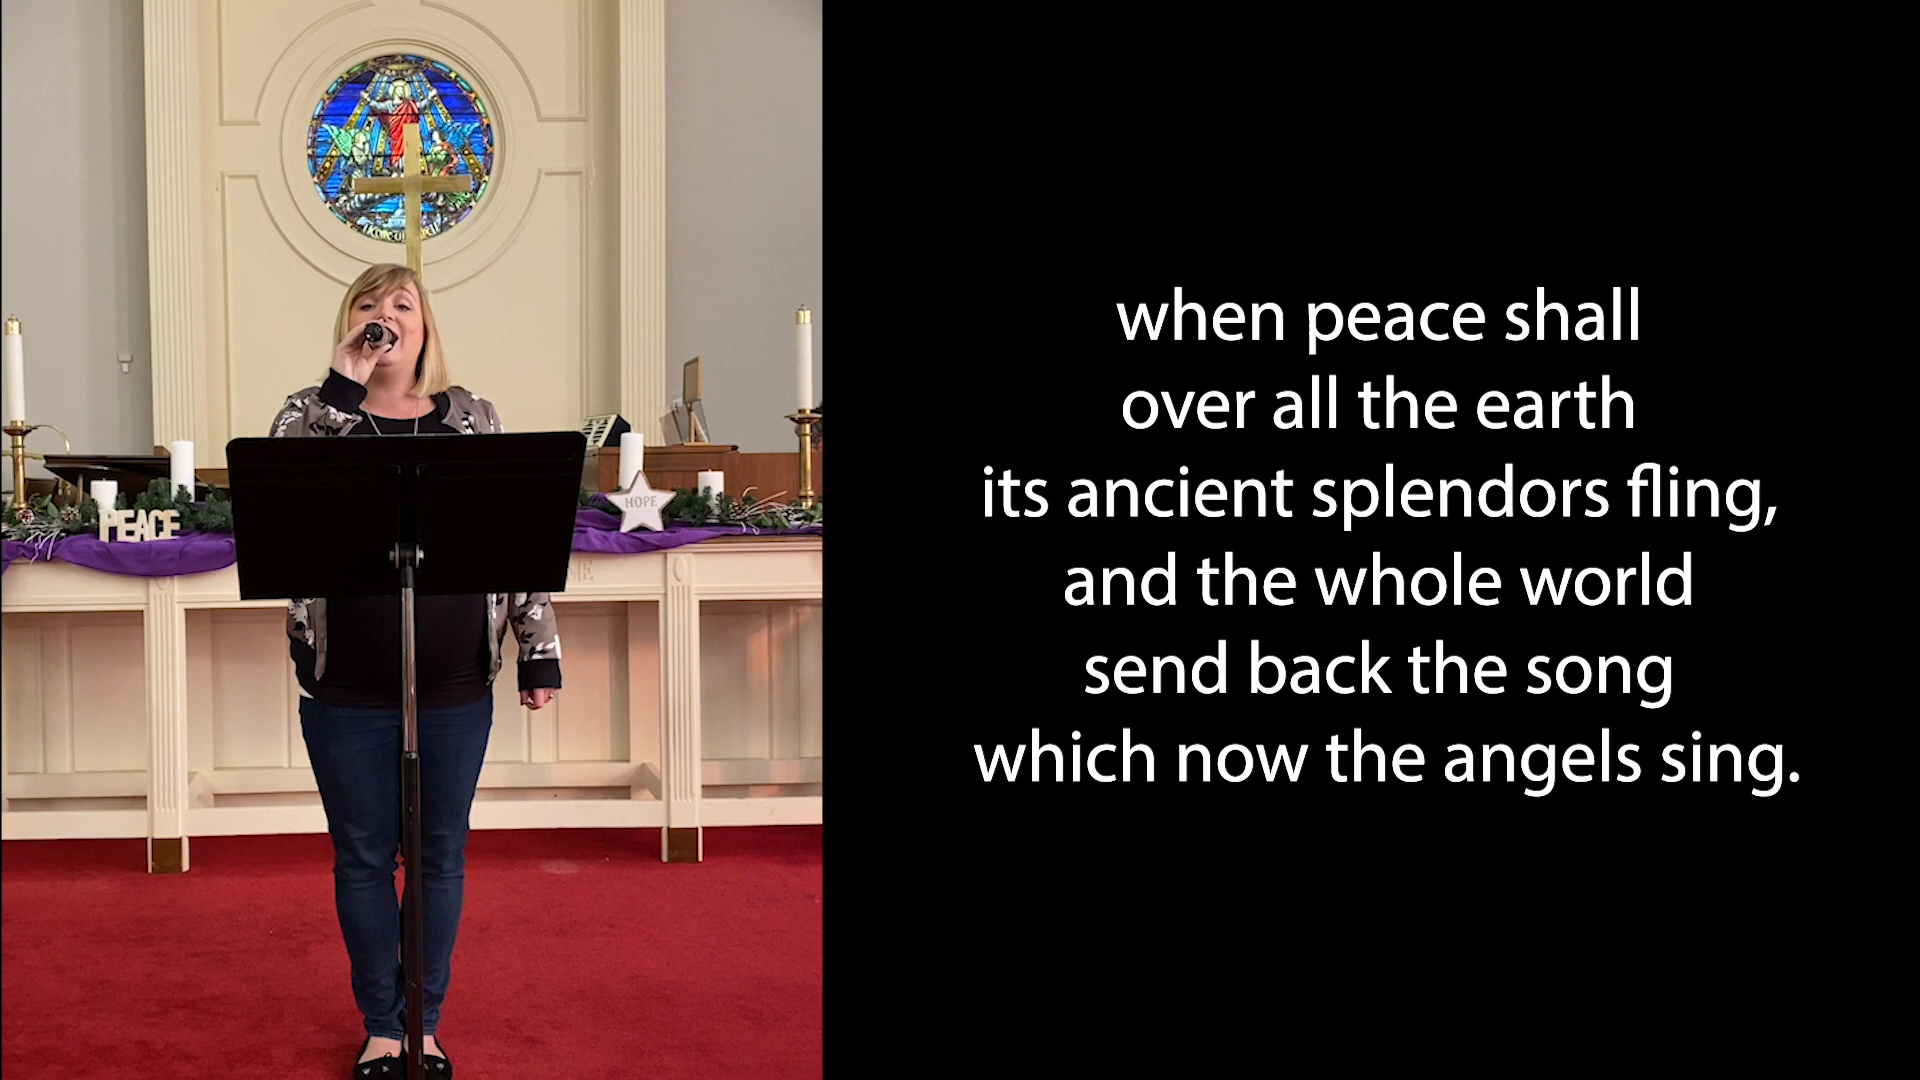 PEACE
HOPE
when peace shall
over all the earth
its ancient splendors fling,
and the whole world
send back the song
which now the angels sing.